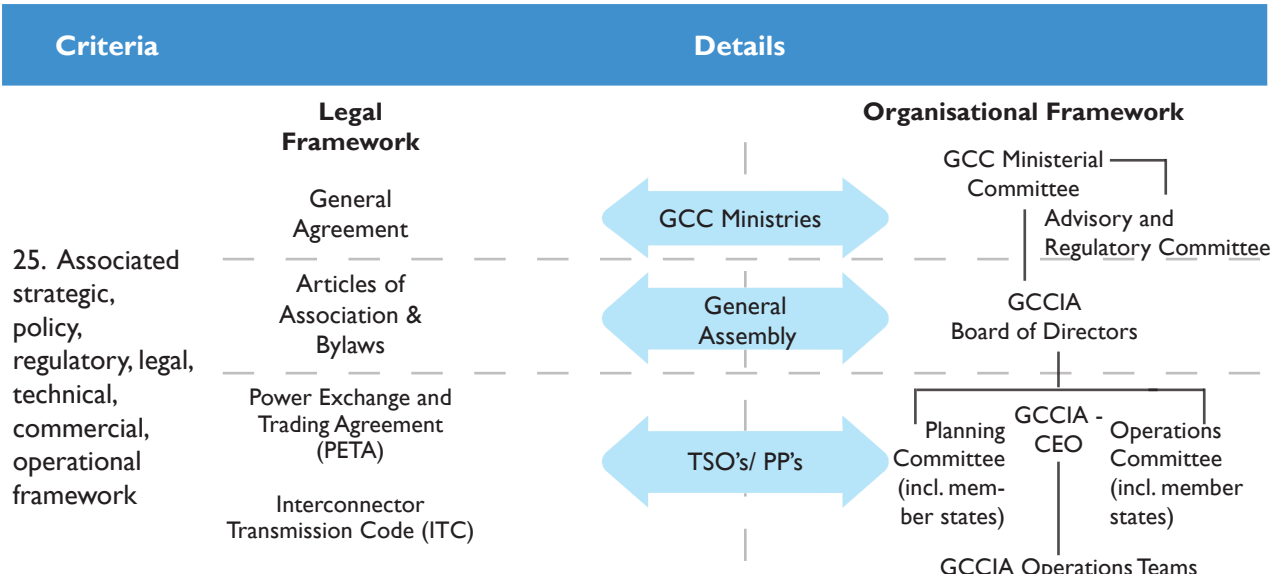 Criteria
Details
Legal
Framework
Organisational Framework
General
Agreement
GCC Ministries
GCC Ministerial
Committee
Advisory and
Regulatory Committee
25. Associated
strategic,
policy,
regulatory, legal,
technical,
commercial,
operational
framework
Articles of
Association &
Bylaws
General
Assembly
GCCIA
Board of Directors
Power Exchange and
Trading Agreement
(PETA)
Interconnector
Transmission Code (ITC)
TSO's/ PP's
Planning
Committee
(incl. mem-
ber states)
GCCIA -
CEO
Operations
Committee
(incl. member
states)
GCCIA Operations Teams